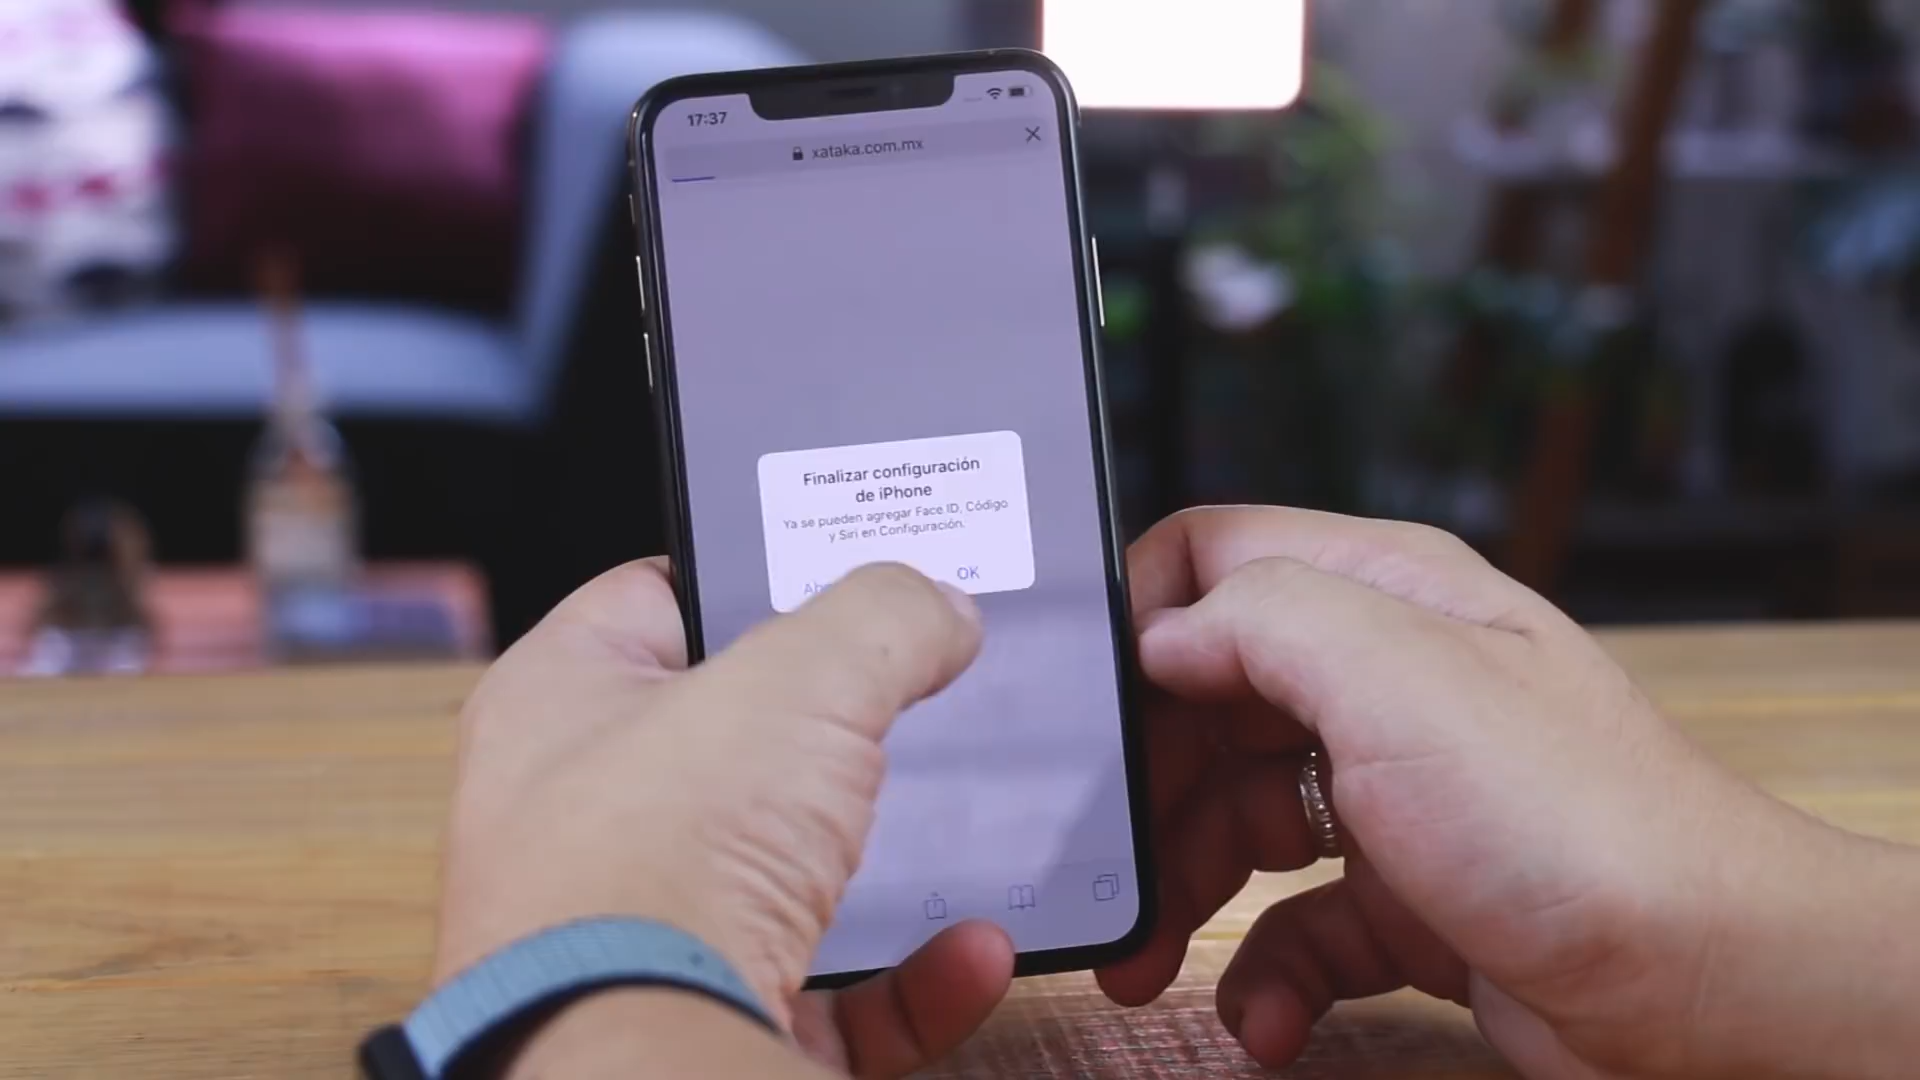 17:37
xataka.com.mx
Finalizar configuración
de iPhone
Ya se pueden agregar Face ID, Código
y Siri en Configuración.
OK